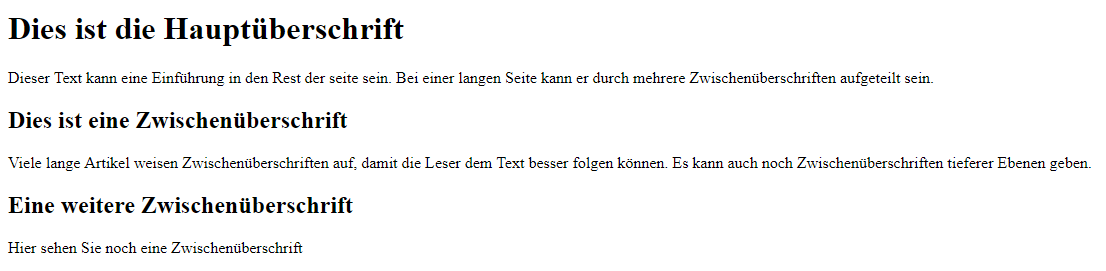 Dies ist die Hauptüberschrift
Dieser Text kann eine Einführung in den Rest der seite sein. Bei einer langen Seite kann er durch mehrere Zwischenüberschriften aufgeteilt sein.
Dies ist eine Zwischenüberschrift
Viele lange Artikel weisen Zwischenüberschriften auf, damit die Leser dem Text besser folgen können. Es kann auch noch Zwischenüberschriften tieferer Ebenen geben.
Eine weitere Zwischenüberschrift
Hier sehen Sie noch eine Zwischenüberschrift